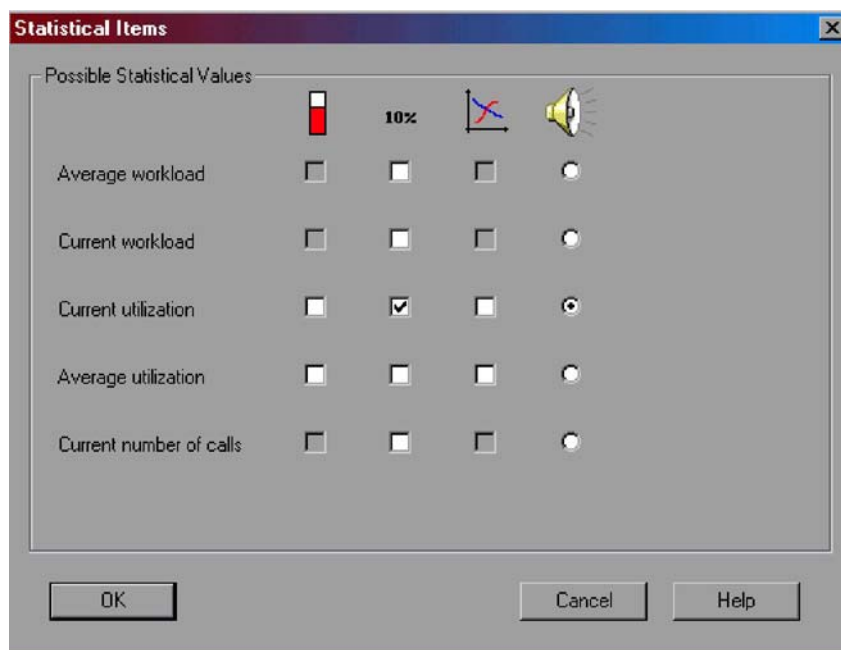 Statistical Items
Possible Statistical Values
10%
Average workload
Current workload
Current utilization
Average utilization
Current number of calls
OK Cancel Help